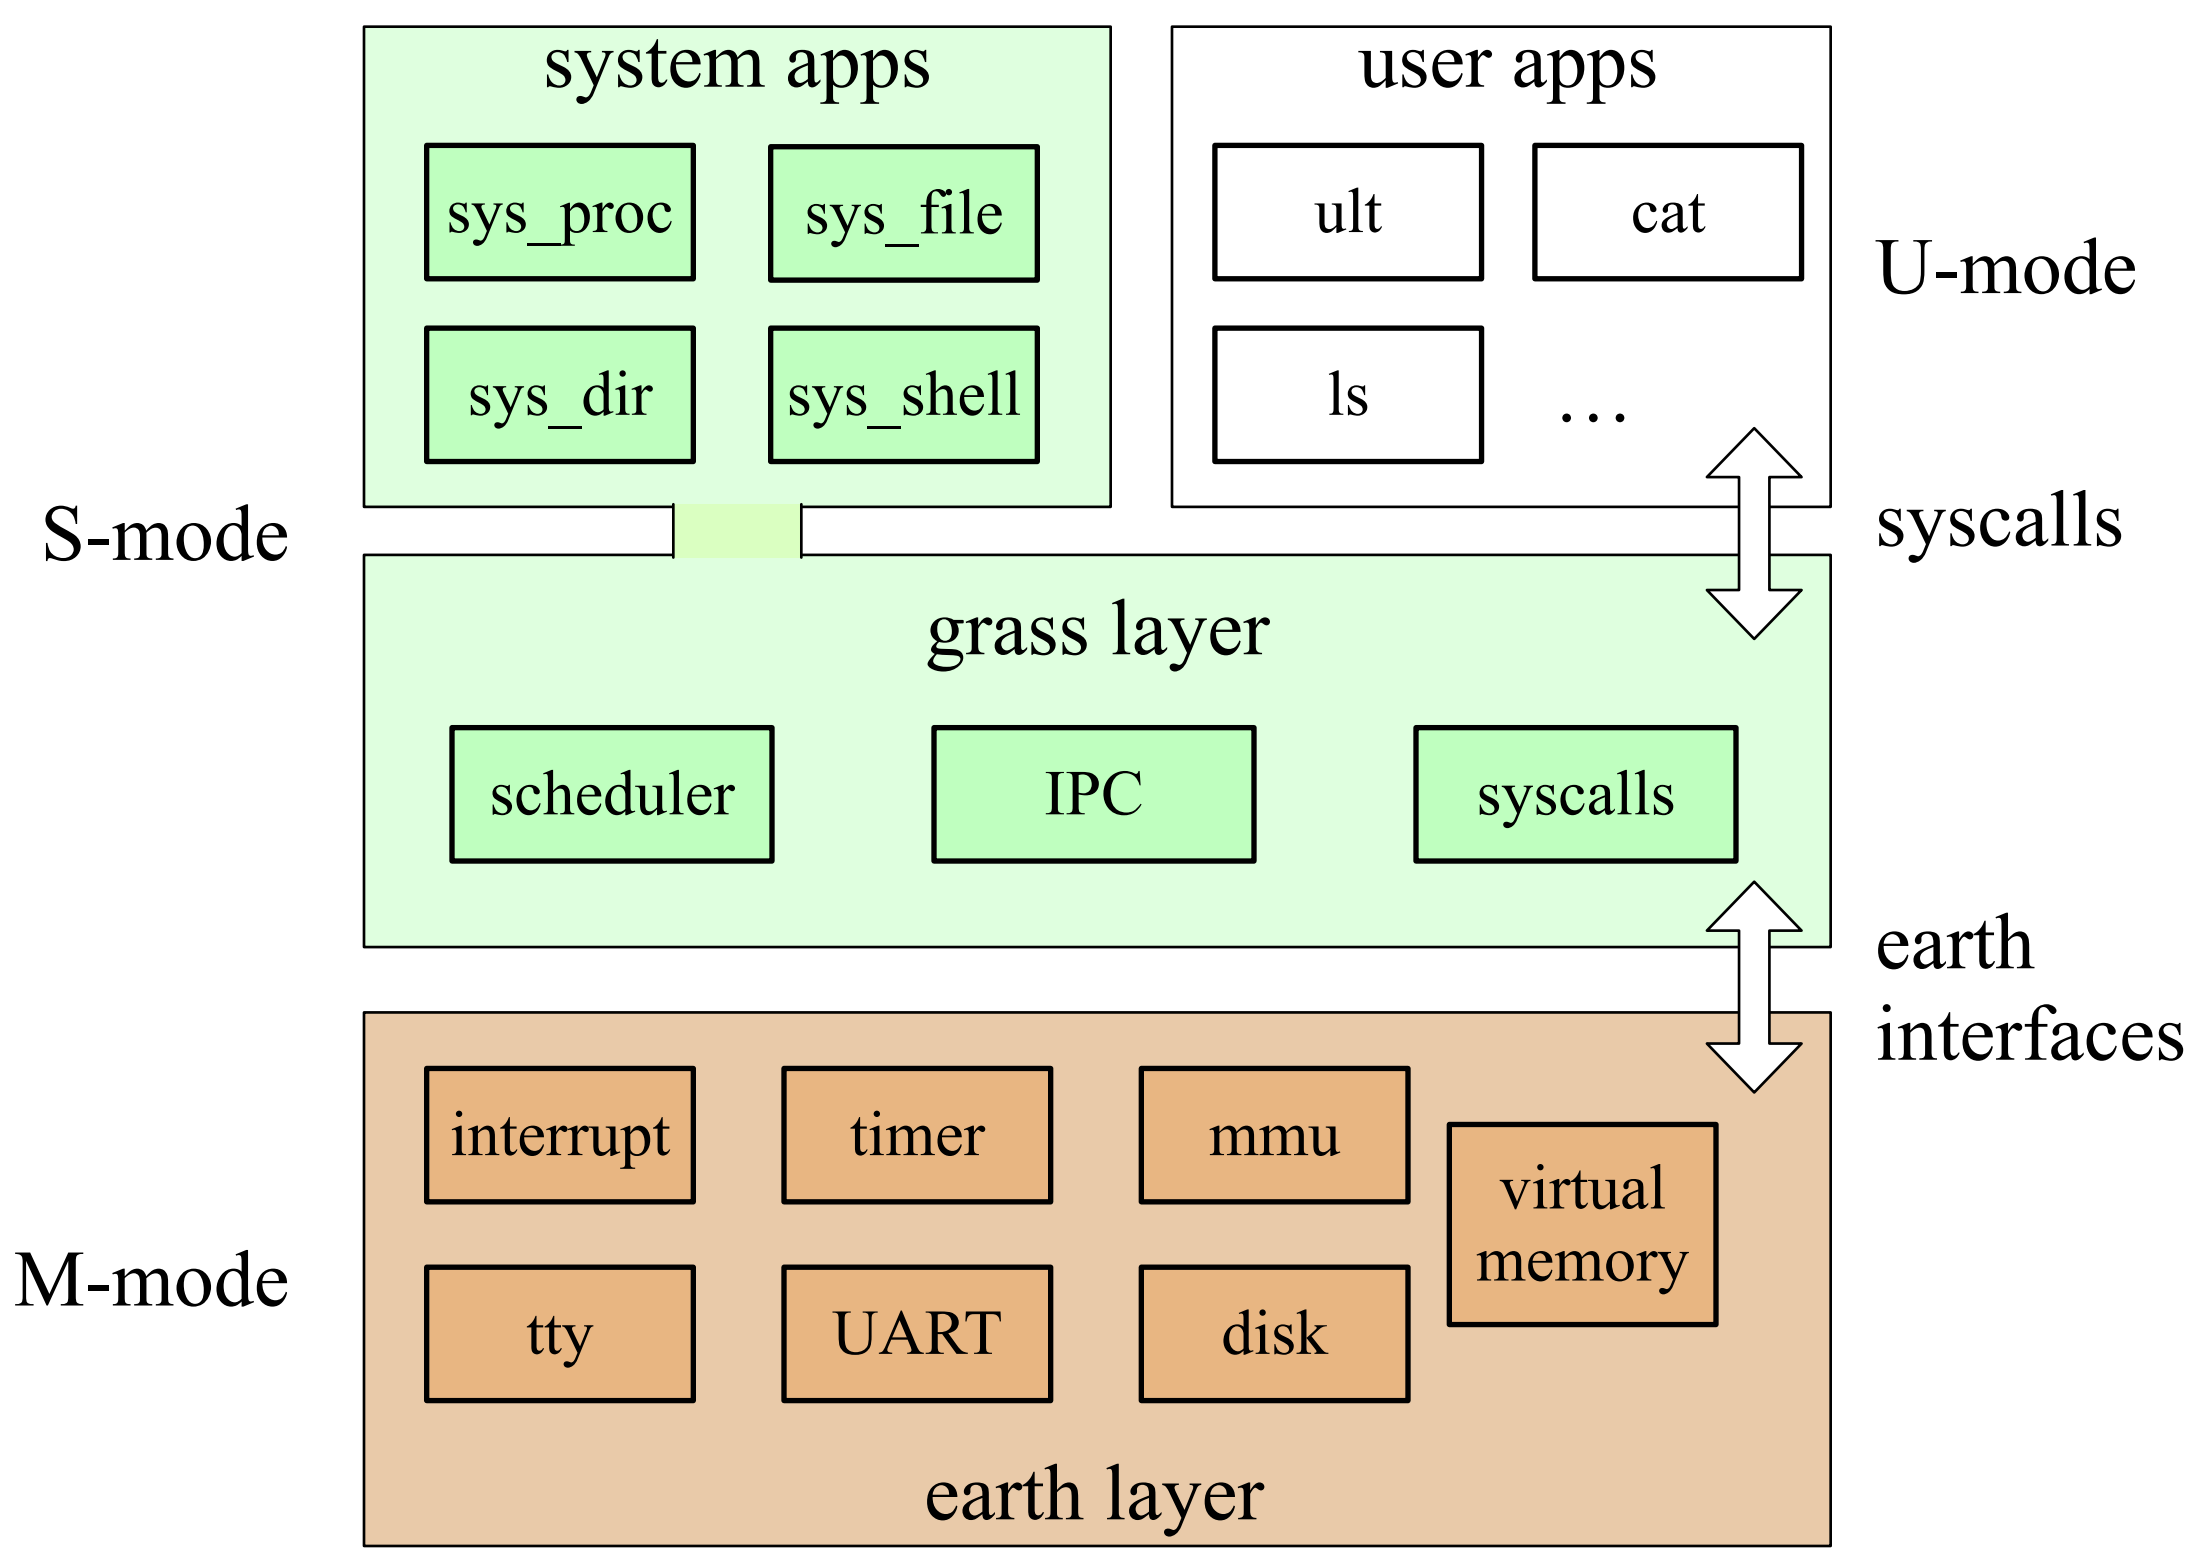 system apps
sys_proc
sys_file
sys_dir
sys_shell
user apps
ult
cat
ls
…
U-mode
S-mode
syscalls
grass layer
scheduler
IPC
syscalls
earth
interfaces
M-mode
interrupt
timer
mmu
virtual
memory
tty
UART
disk
earth layer